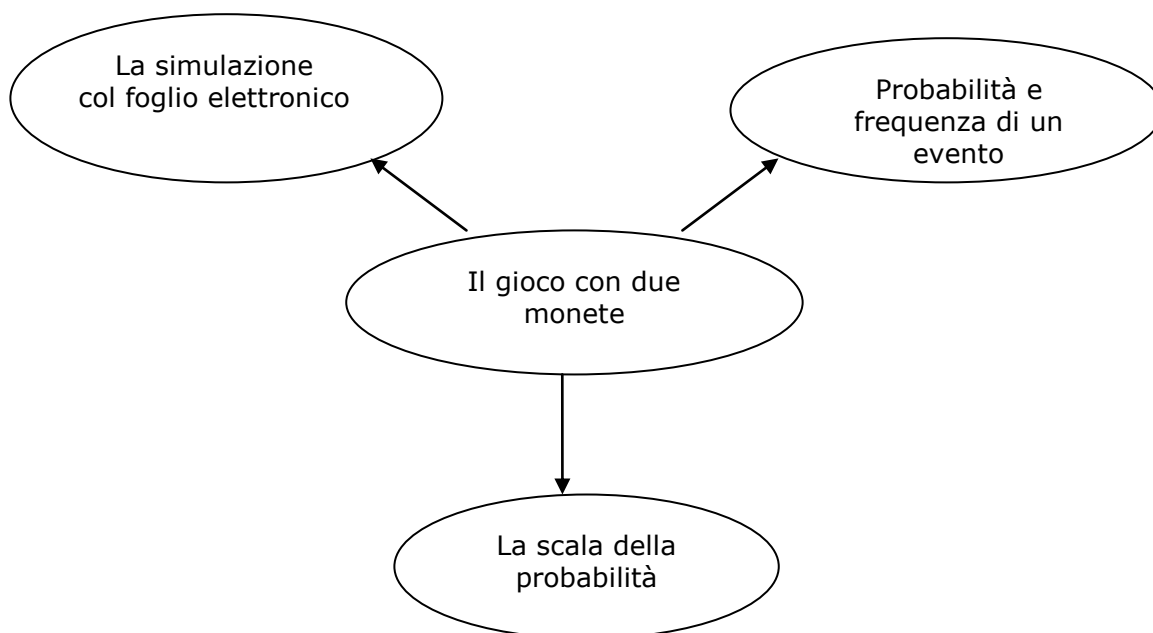 La simulazione
col foglio elettronico
Probabilità e
frequenza di un
evento
Il gioco con due
monete
La scala della
probabilità